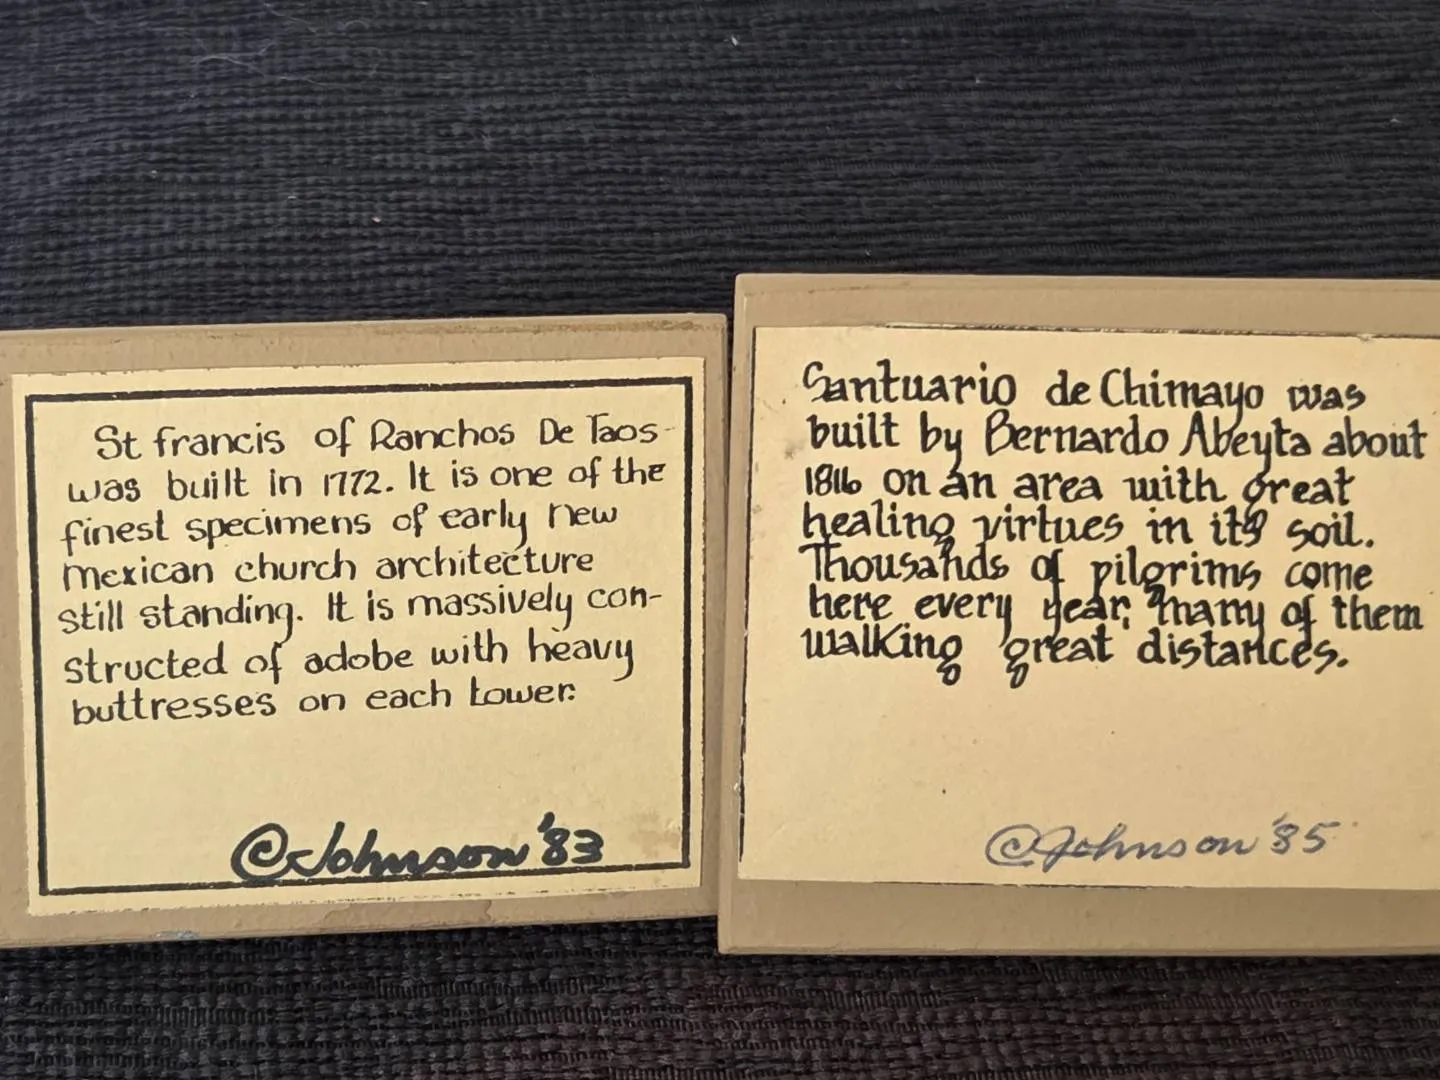 St francis of Ranchos De Taos
was built in 1772. It is one of the
finest specimens of early new
mexican church architecture
still standing. It is massively con-
structed of adobe with heavy
buttresses on each tower.
©Johnson '83
Santuario de Chimayo was
built by Bernardo Abeyta about
1816 on an area with great
healing virtues in its soil.
Thousands of pilgrims come
here every year, many of them
walking great distances.
©Johnson '85